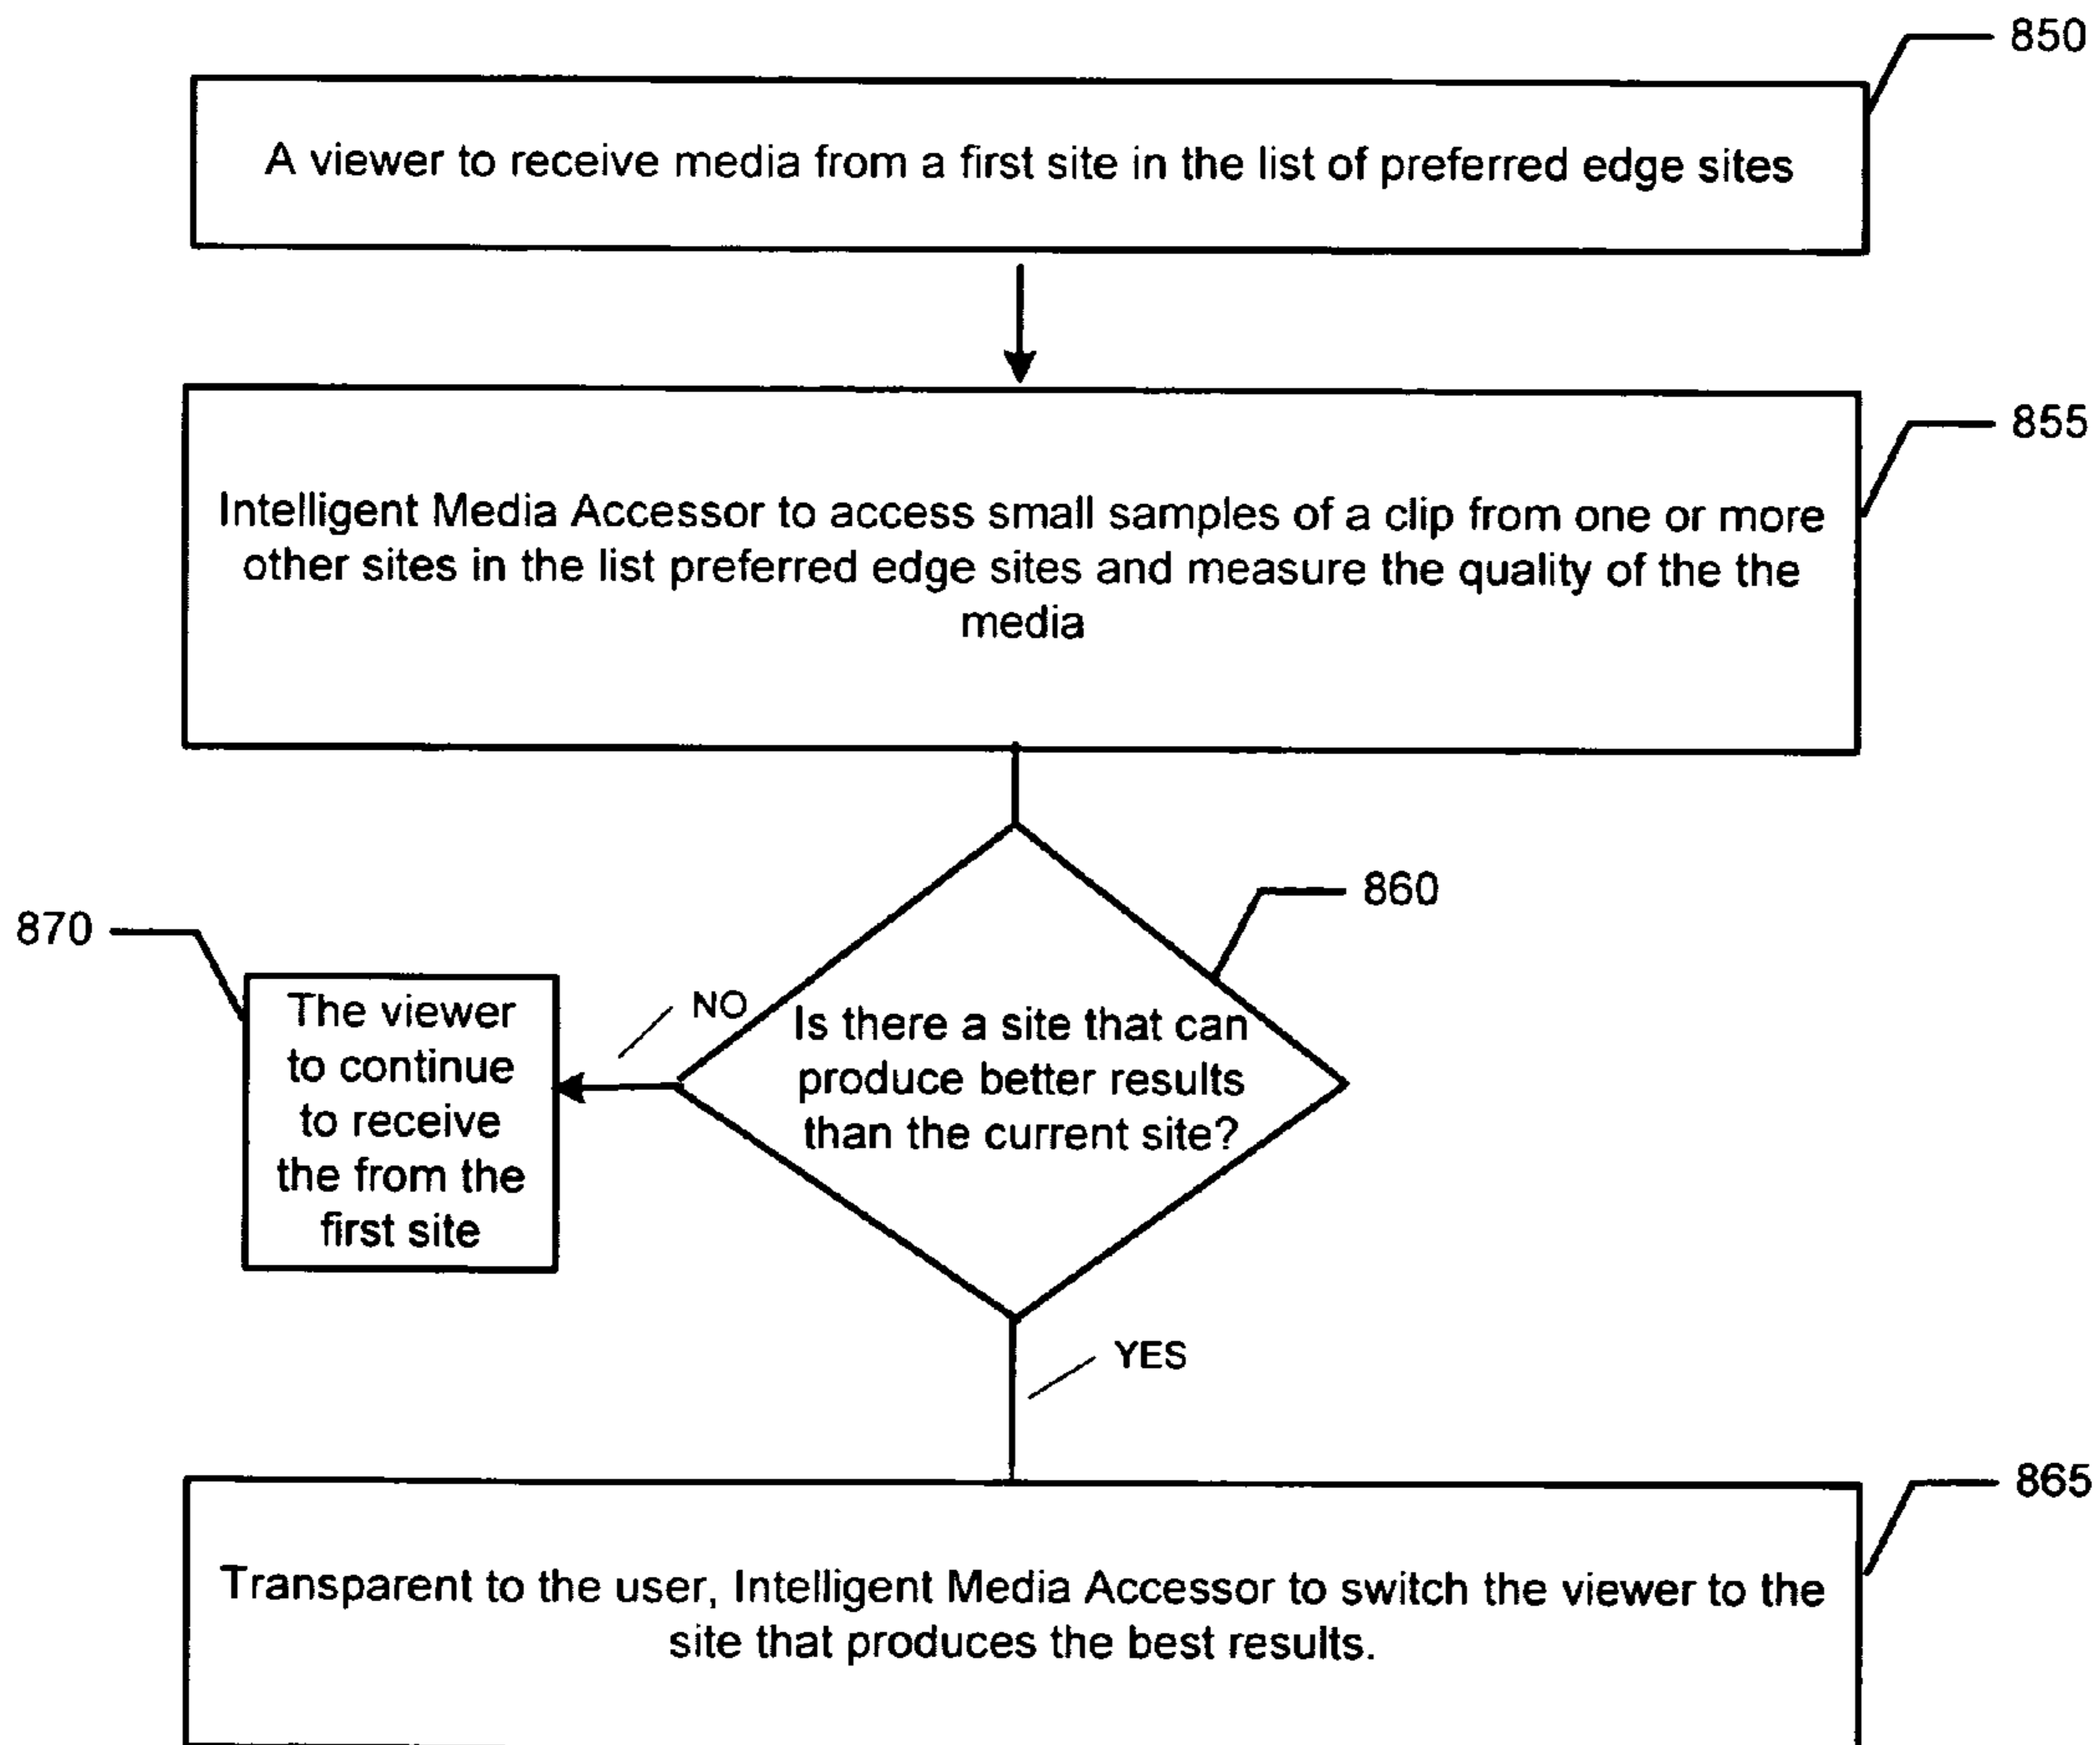 850
A viewer to receive media from a first site in the list of preferred edge sites
855
Intelligent Media Accessor to access small samples of a clip from one or more
other sites in the list preferred edge sites and measure the quality of the the
media
860
870
NO
Is there a site that can
produce better results
than the current site?
The viewer
to continue
to receive
the from the
first site
YES
865
Transparent to the user, Intelligent Media Accessor to switch the viewer to the
site that produces the best results.